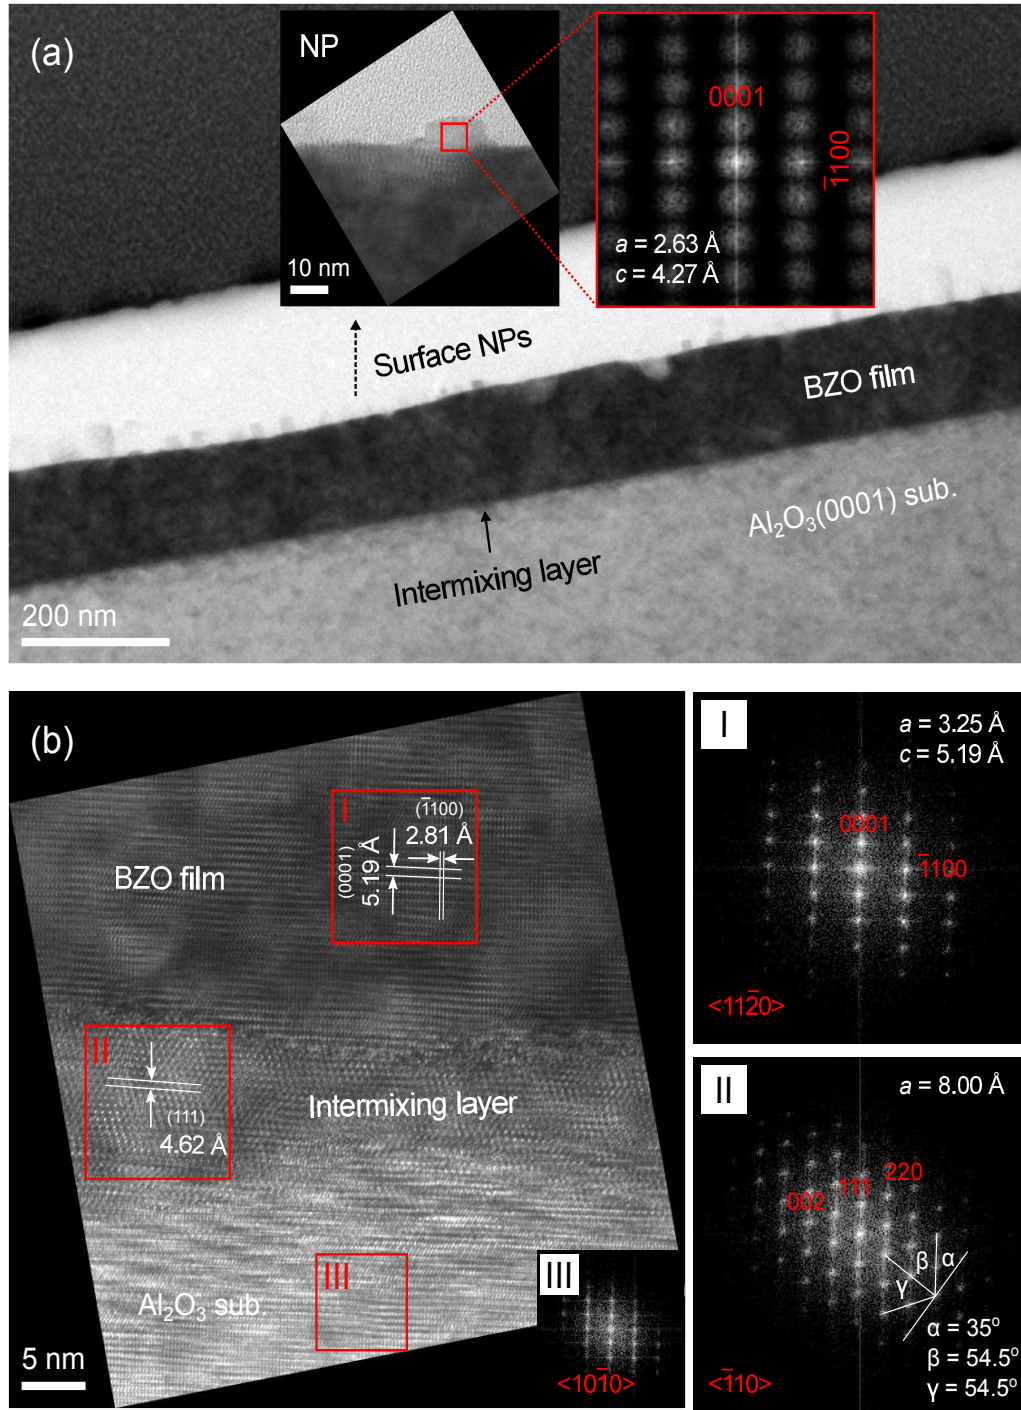 (a)
NP
10 nm
0001
1̅100
a = 2.63 Å
c = 4.27 Å
Surface NPs
BZO film
Al₂O₃(0001) sub.
Intermixing layer
200 nm
(b)
I
(1̅100)
2.81 Å
(0001)
5.19 Å
BZO film
II
(111)
4.62 Å
Intermixing layer
III
Al₂O₃ sub.
5 nm
III
<101̅0>
I
a = 3.25 Å
c = 5.19 Å
0001
1̅100
<112̅0>
II
a = 8.00 Å
002
111
220
β
α
γ
α = 35°
β = 54.5°
γ = 54.5°
<1̅10>